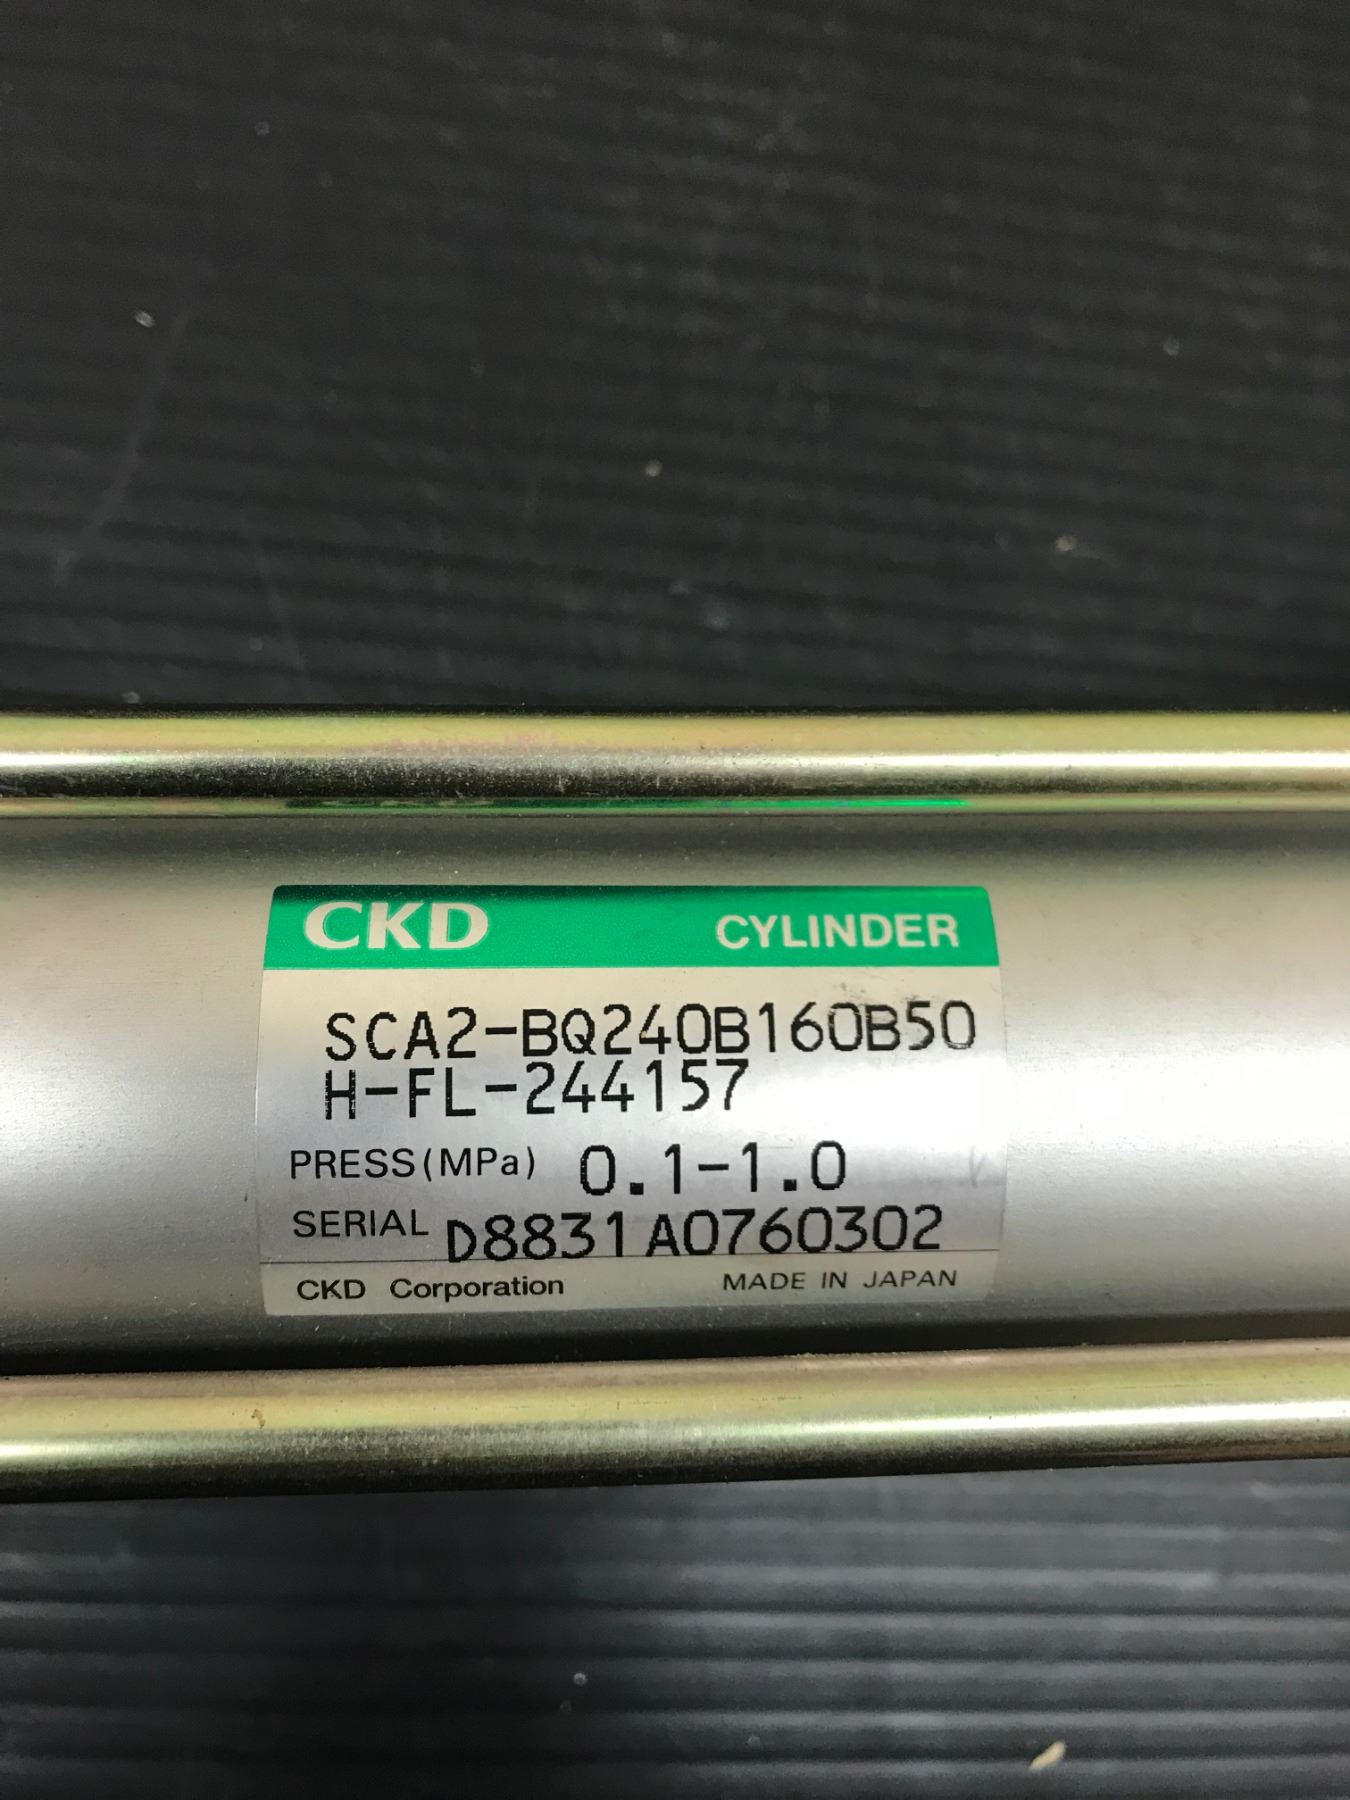 CKD CYLINDER
SCA2-BQ240B160B50
H-FL-244157
PRESS(MPa) 0.1-1.0
SERIAL D8831A0760302
CKD Corporation MADE IN JAPAN